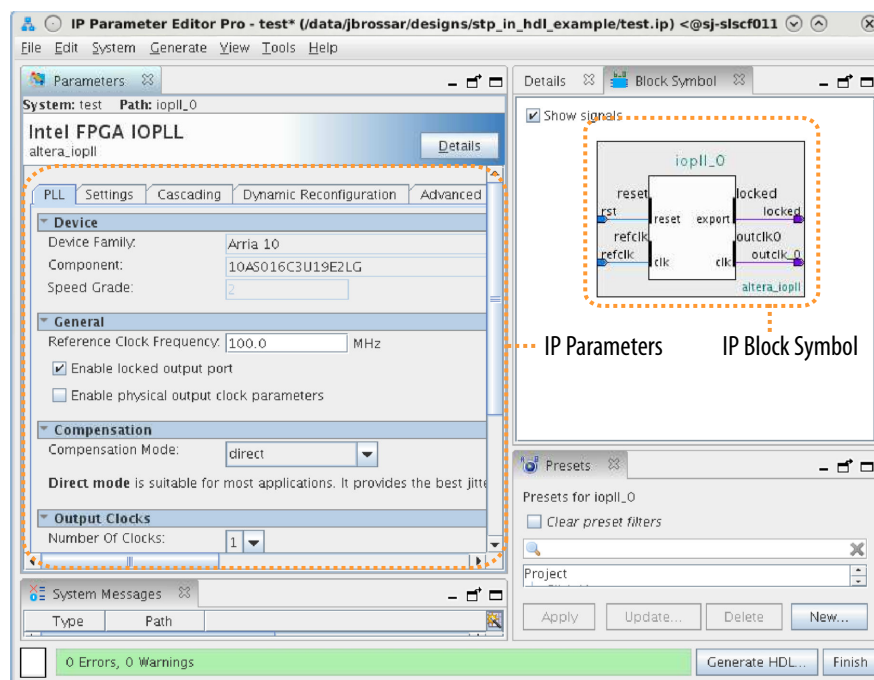 IP Parameter Editor Pro - test* (/data/jbrossar/designs/stp_in_hdl_example/test.ip) <@sj-slscf011
File Edit System Generate View Tools Help
Parameters
System: test Path: iopll_0
Intel FPGA IOPLL
altera_iopll
Details
PLL Settings Cascading Dynamic Reconfiguration Advanced
Device
Device Family: Arria 10
Component: 10AS016C3U19E2LG
Speed Grade: 2
General
Reference Clock Frequency: 100.0 MHz
Enable locked output port
Enable physical output clock parameters
Compensation
Compensation Mode: direct
Direct mode is suitable for most applications. It provides the best jitte
Output Clocks
Number Of Clocks: 1
System Messages
Type Path
0 Errors, 0 Warnings
Details Block Symbol
Show signals
iopll_0
reset locked
rst locked
reset export
refclk outclk0
refclk outclk_0
clk clk
altera_iopll
IP Parameters IP Block Symbol
Presets
Presets for iopll_0
Clear preset filters
Project
Apply Update... Delete New...
Generate HDL... Finish